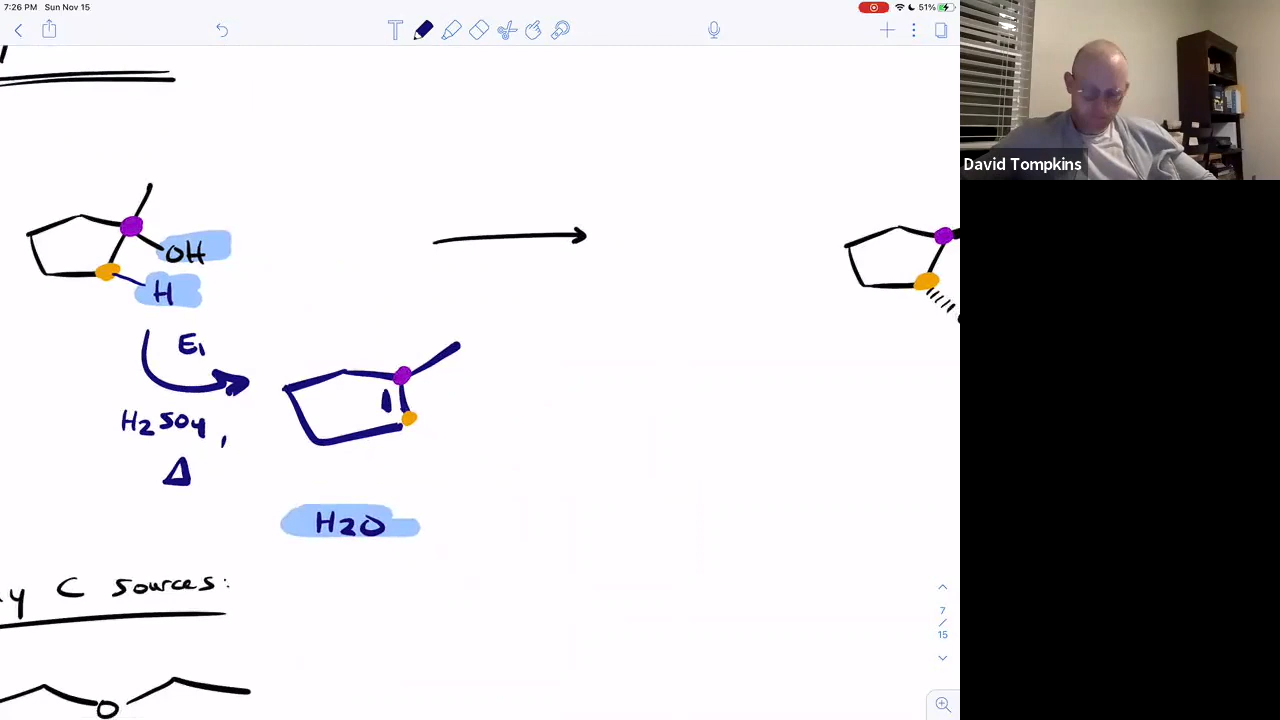 7:26 PM Sun Nov 15
51%
T
David Tompkins
OH
H
E1
H2SO4,
Δ
H2O
C sources:
O
7
/
15